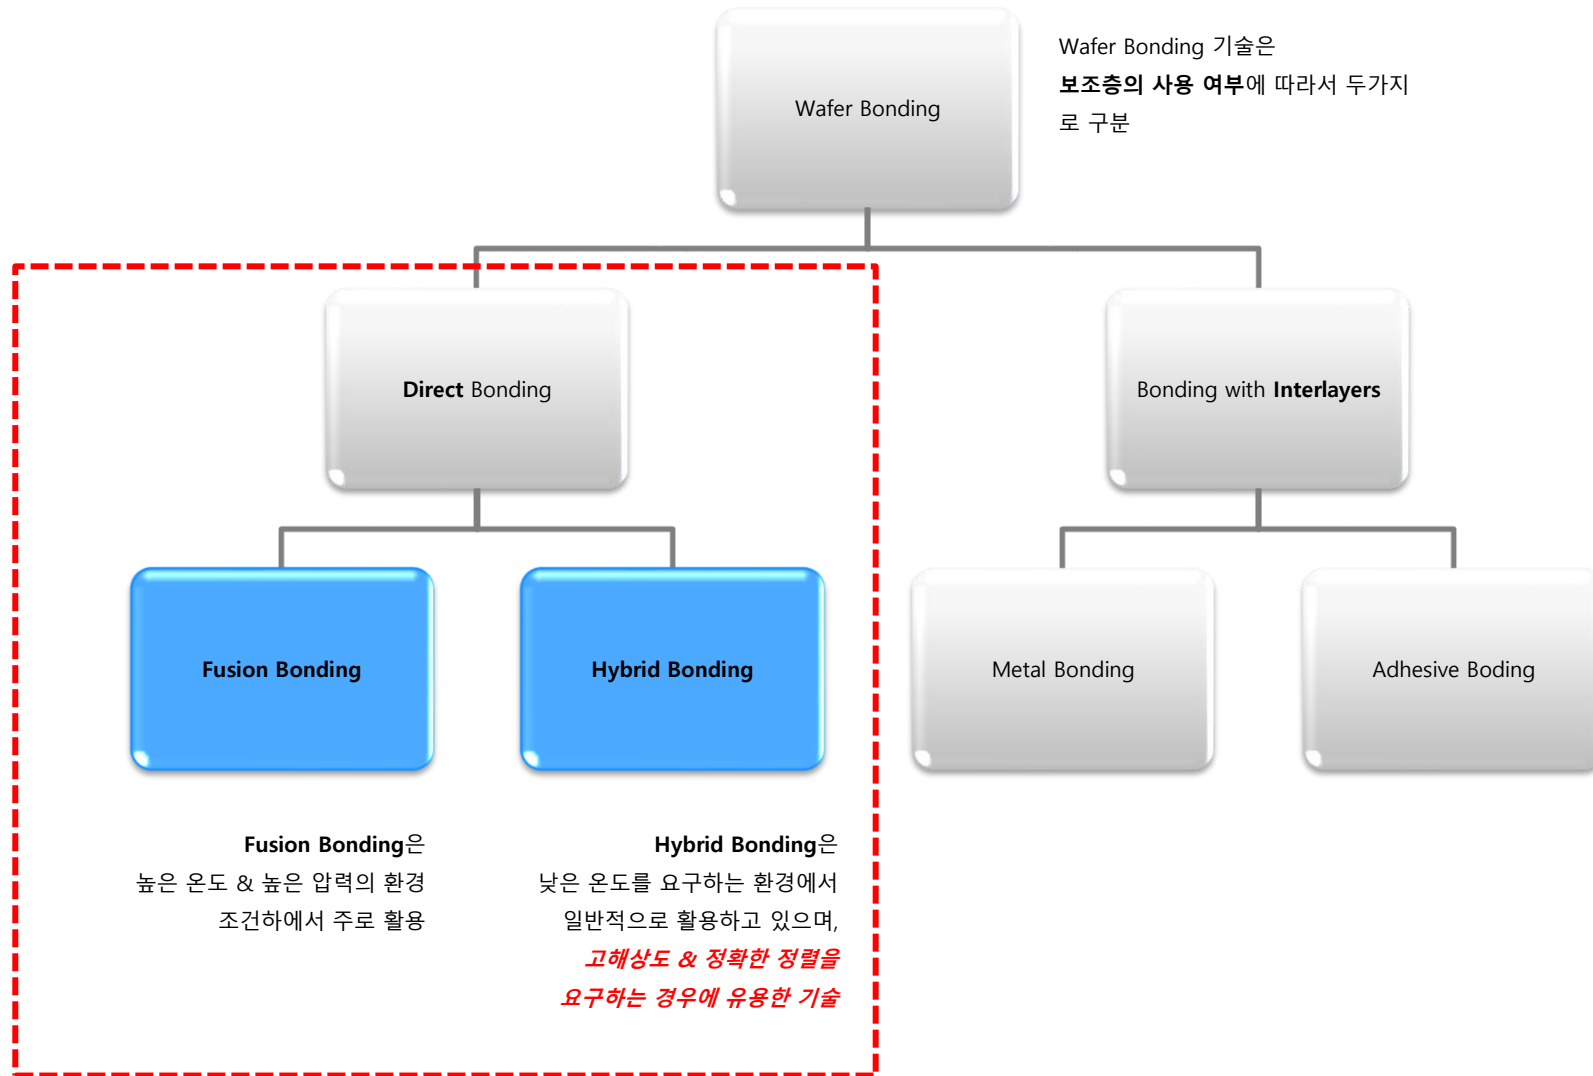 Wafer Bonding
Wafer Bonding 기술은
보조층의 사용 여부에 따라서 두가지
로 구분
Direct Bonding
Bonding with Interlayers
Fusion Bonding
Hybrid Bonding
Metal Bonding
Adhesive Boding
Fusion Bonding은
높은 온도 & 높은 압력의 환경
조건하에서 주로 활용
Hybrid Bonding은
낮은 온도를 요구하는 환경에서
일반적으로 활용하고 있으며,
고해상도 & 정확한 정렬을
요구하는 경우에 유용한 기술